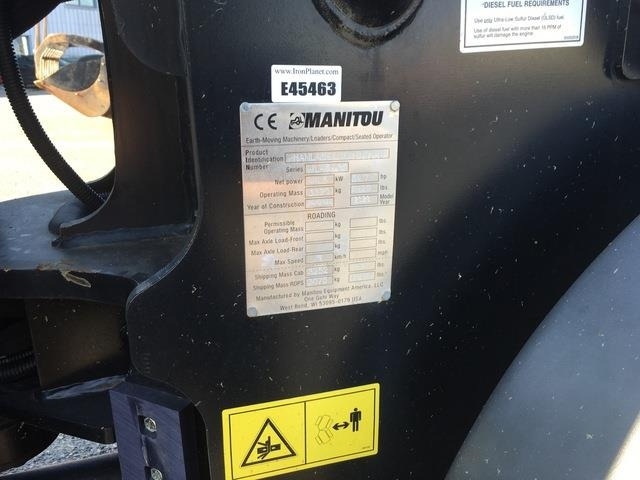 DIESEL FUEL REQUIREMENTS
Use only Ultra-Low Sulfur Diesel (ULSD) fuel.
Use of diesel fuel with more than 15 PPM of
sulfur will damage the engine.
www.IronPlanet.com
E45463
CE MANITOU
Earth-Moving Machinery/Loaders/Compact/Seated Operator
Product
Identification
Number
Series
Net power kW hp
Operating Mass kg lbs.
Year of Construction Model Year
ROADING
Permissible
Operating Mass kg lbs.
Max Axle Load-Front kg lbs.
Max Axle Load-Rear kg lbs.
Max Speed km/h mph
Shipping Mass Cab kg lbs.
Shipping Mass ROPS kg lbs.
Manufactured by Manitou Equipment America, LLC
One Gehl Way
West Bend, WI 53095-0179 USA